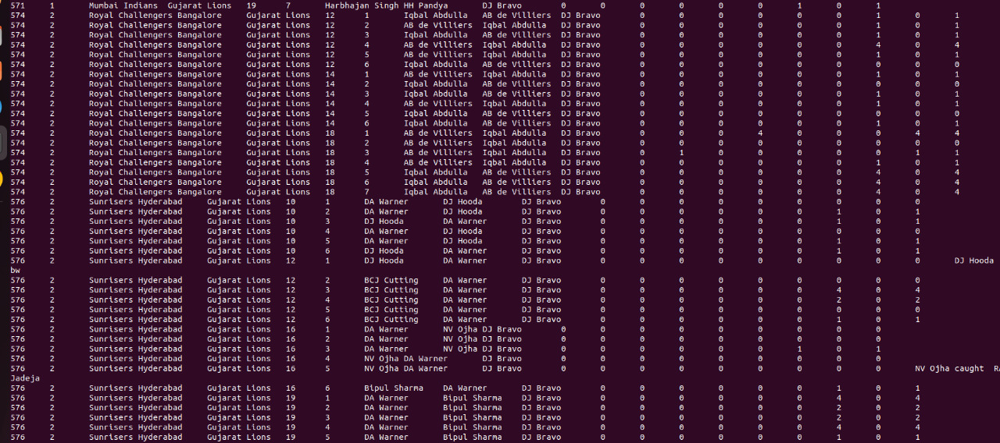 571 1 Mumbai Indians Gujarat Lions 19 7 Harbhajan Singh HH Pandya DJ Bravo 0 0 0 0 0 0 1 0 1
574 2 Royal Challengers Bangalore Gujarat Lions 12 1 Iqbal Abdulla AB de Villiers DJ Bravo 0 0 0 0 0 0 1 0 1
574 2 Royal Challengers Bangalore Gujarat Lions 12 2 AB de Villiers Iqbal Abdulla DJ Bravo 0 0 0 0 0 0 1 0 1
574 2 Royal Challengers Bangalore Gujarat Lions 12 3 Iqbal Abdulla AB de Villiers DJ Bravo 0 0 0 0 0 0 1 0 1
574 2 Royal Challengers Bangalore Gujarat Lions 12 4 AB de Villiers Iqbal Abdulla DJ Bravo 0 0 0 0 0 0 4 0 4
574 2 Royal Challengers Bangalore Gujarat Lions 12 5 AB de Villiers Iqbal Abdulla DJ Bravo 0 0 0 0 0 0 1 0 1
574 2 Royal Challengers Bangalore Gujarat Lions 12 6 Iqbal Abdulla AB de Villiers DJ Bravo 0 0 0 0 0 0 0 0 0
574 2 Royal Challengers Bangalore Gujarat Lions 14 1 Iqbal Abdulla AB de Villiers DJ Bravo 0 0 0 0 0 0 1 0 1
574 2 Royal Challengers Bangalore Gujarat Lions 14 2 AB de Villiers Iqbal Abdulla DJ Bravo 0 0 0 0 0 0 0 0 0
574 2 Royal Challengers Bangalore Gujarat Lions 14 3 AB de Villiers Iqbal Abdulla DJ Bravo 0 0 0 0 0 0 1 0 1
574 2 Royal Challengers Bangalore Gujarat Lions 14 4 AB de Villiers Iqbal Abdulla DJ Bravo 0 0 0 0 0 0 1 0 1
574 2 Royal Challengers Bangalore Gujarat Lions 14 5 Iqbal Abdulla AB de Villiers DJ Bravo 0 0 0 0 0 0 0 0 0
574 2 Royal Challengers Bangalore Gujarat Lions 14 6 Iqbal Abdulla AB de Villiers DJ Bravo 0 0 0 0 0 0 1 0 1
574 2 Royal Challengers Bangalore Gujarat Lions 18 1 AB de Villiers Iqbal Abdulla DJ Bravo 0 0 0 4 0 0 0 4 4
574 2 Royal Challengers Bangalore Gujarat Lions 18 2 AB de Villiers Iqbal Abdulla DJ Bravo 0 0 0 0 0 0 0 0 0
574 2 Royal Challengers Bangalore Gujarat Lions 18 3 AB de Villiers Iqbal Abdulla DJ Bravo 0 1 0 0 0 0 0 1 1
574 2 Royal Challengers Bangalore Gujarat Lions 18 4 AB de Villiers Iqbal Abdulla DJ Bravo 0 0 0 0 0 0 1 0 1
574 2 Royal Challengers Bangalore Gujarat Lions 18 5 Iqbal Abdulla AB de Villiers DJ Bravo 0 0 0 0 0 0 4 0 4
574 2 Royal Challengers Bangalore Gujarat Lions 18 6 Iqbal Abdulla AB de Villiers DJ Bravo 0 0 0 0 0 0 4 0 4
574 2 Royal Challengers Bangalore Gujarat Lions 18 7 Iqbal Abdulla AB de Villiers DJ Bravo 0 0 0 0 0 0 4 0 4
576 2 Sunrisers Hyderabad Gujarat Lions 10 1 DA Warner DJ Hooda DJ Bravo 0 0 0 0 0 0 0 0 0
576 2 Sunrisers Hyderabad Gujarat Lions 10 2 DA Warner DJ Hooda DJ Bravo 0 0 0 0 0 0 1 0 1
576 2 Sunrisers Hyderabad Gujarat Lions 10 3 DJ Hooda DA Warner DJ Bravo 0 0 0 0 0 0 1 0 1
576 2 Sunrisers Hyderabad Gujarat Lions 10 4 DA Warner DJ Hooda DJ Bravo 0 0 0 0 0 0 0 0 0
576 2 Sunrisers Hyderabad Gujarat Lions 10 5 DA Warner DJ Hooda DJ Bravo 0 0 0 0 0 0 1 0 1
576 2 Sunrisers Hyderabad Gujarat Lions 10 6 DJ Hooda DA Warner DJ Bravo 0 0 0 0 0 0 1 0 1
576 2 Sunrisers Hyderabad Gujarat Lions 12 1 DJ Hooda DA Warner DJ Bravo 0 0 0 0 0 0 0 0 0 DJ Hooda
bw
576 2 Sunrisers Hyderabad Gujarat Lions 12 2 BCJ Cutting DA Warner DJ Bravo 0 0 0 0 0 0 0 0 0
576 2 Sunrisers Hyderabad Gujarat Lions 12 3 BCJ Cutting DA Warner DJ Bravo 0 0 0 0 0 0 4 0 4
576 2 Sunrisers Hyderabad Gujarat Lions 12 4 BCJ Cutting DA Warner DJ Bravo 0 0 0 0 0 0 2 0 2
576 2 Sunrisers Hyderabad Gujarat Lions 12 5 BCJ Cutting DA Warner DJ Bravo 0 0 0 0 0 0 0 0 0
576 2 Sunrisers Hyderabad Gujarat Lions 12 6 BCJ Cutting DA Warner DJ Bravo 0 0 0 0 0 0 1 0 1
576 2 Sunrisers Hyderabad Gujarat Lions 16 1 DA Warner NV Ojha DJ Bravo 0 0 0 0 0 0 0 0 0
576 2 Sunrisers Hyderabad Gujarat Lions 16 2 DA Warner NV Ojha DJ Bravo 0 0 0 0 0 0 0 0 0
576 2 Sunrisers Hyderabad Gujarat Lions 16 3 DA Warner NV Ojha DJ Bravo 0 0 0 0 0 0 1 0 1
576 2 Sunrisers Hyderabad Gujarat Lions 16 4 NV Ojha DA Warner DJ Bravo 0 0 0 0 0 0 0 0 0
576 2 Sunrisers Hyderabad Gujarat Lions 16 5 NV Ojha DA Warner DJ Bravo 0 0 0 0 0 0 0 0 0 NV Ojha caught RA
Jadeja
576 2 Sunrisers Hyderabad Gujarat Lions 16 6 Bipul Sharma DA Warner DJ Bravo 0 0 0 0 0 0 1 0 1
576 2 Sunrisers Hyderabad Gujarat Lions 19 1 DA Warner Bipul Sharma DJ Bravo 0 0 0 0 0 0 4 0 4
576 2 Sunrisers Hyderabad Gujarat Lions 19 2 DA Warner Bipul Sharma DJ Bravo 0 0 0 0 0 0 2 0 2
576 2 Sunrisers Hyderabad Gujarat Lions 19 3 DA Warner Bipul Sharma DJ Bravo 0 0 0 0 0 0 2 0 2
576 2 Sunrisers Hyderabad Gujarat Lions 19 4 DA Warner Bipul Sharma DJ Bravo 0 0 0 0 0 0 4 0 4
576 2 Sunrisers Hyderabad Gujarat Lions 19 5 DA Warner Bipul Sharma DJ Bravo 0 0 0 0 0 0 1 0 1